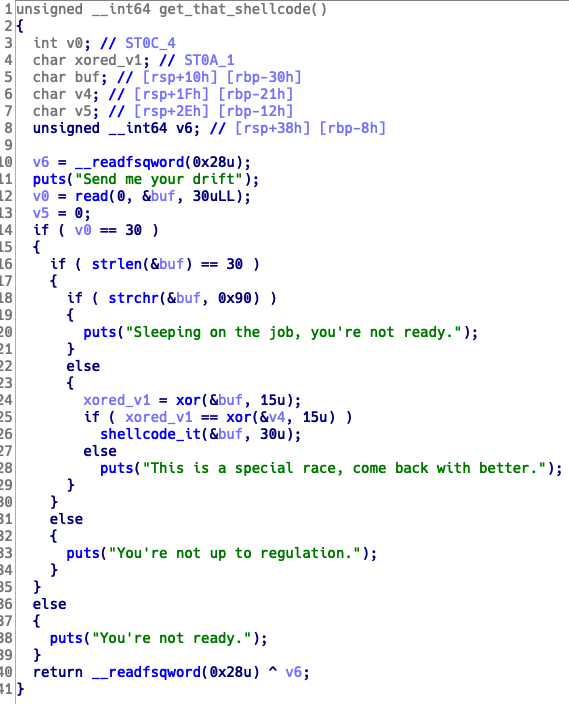 1 unsigned __int64 get_that_shellcode()
2 {
3 int v0; // ST0C_4
4 char xored_v1; // ST0A_1
5 char buf; // [rsp+10h] [rbp-30h]
6 char v4; // [rsp+1Fh] [rbp-21h]
7 char v5; // [rsp+2Eh] [rbp-12h]
8 unsigned __int64 v6; // [rsp+38h] [rbp-8h]
9
10 v6 = __readfsqword(0x28u);
11 puts("Send me your drift");
12 v0 = read(0, &buf, 30uLL);
13 v5 = 0;
14 if ( v0 == 30 )
15 {
16 if ( strlen(&buf) == 30 )
17 {
18 if ( strchr(&buf, 0x90) )
19 {
20 puts("Sleeping on the job, you're not ready.");
21 }
22 else
23 {
24 xored_v1 = xor(&buf, 15u);
25 if ( xored_v1 == xor(&v4, 15u) )
26 shellcode_it(&buf, 30u);
27 else
28 puts("This is a special race, come back with better.");
29 }
30 }
31 else
32 {
33 puts("You're not up to regulation.");
34 }
35 }
36 else
37 {
38 puts("You're not ready.");
39 }
40 return __readfsqword(0x28u) ^ v6;
41 }